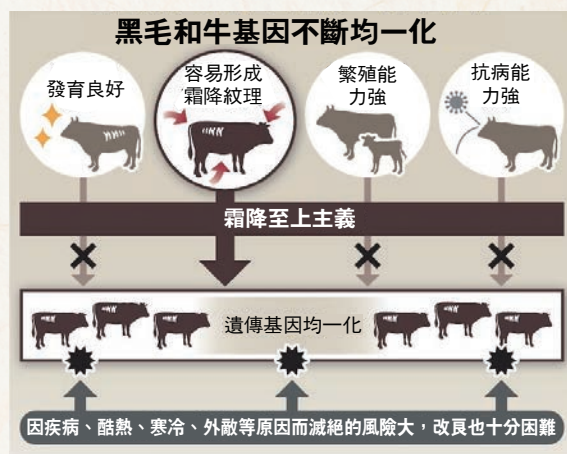 黑毛和牛基因不斷均一化
發育良好
容易形成
霜降紋理
繁殖能
力強
抗病能
力強
霜降至上主義
遺傳基因均一化
因疾病、酷熱、寒冷、外敵等原因而滅絕的風險大，改良也十分困難